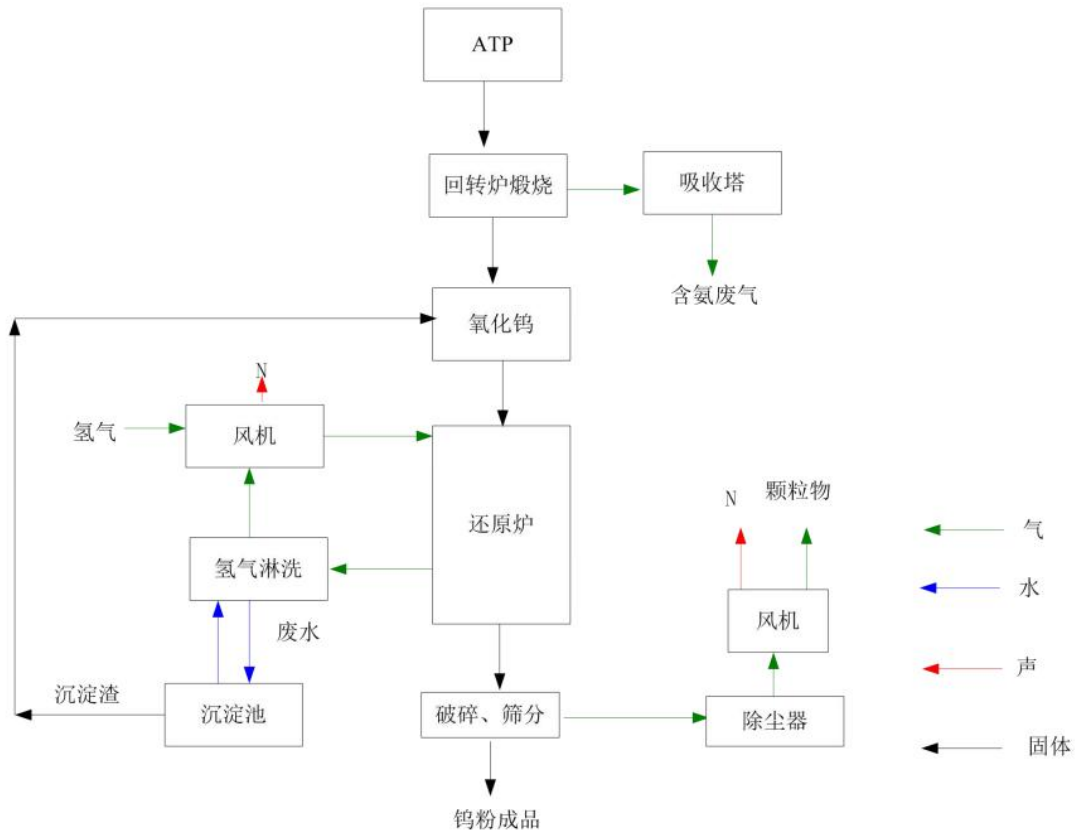 ATP
回转炉煅烧
吸收塔
含氨废气
氧化钨
N
氢气
风机
还原炉
N
颗粒物
气
氢气淋洗
水
废水
风机
声
沉淀渣
沉淀池
破碎、筛分
除尘器
固体
钨粉成品